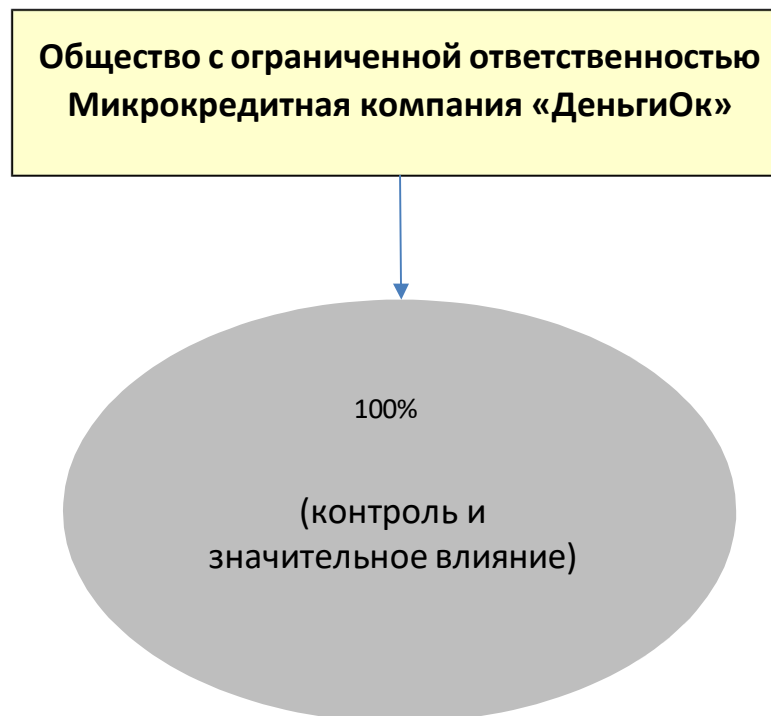 Общество с ограниченной ответственностью
Микрокредитная компания «ДеньгиОк»
100%
(контроль и
значительное влияние)